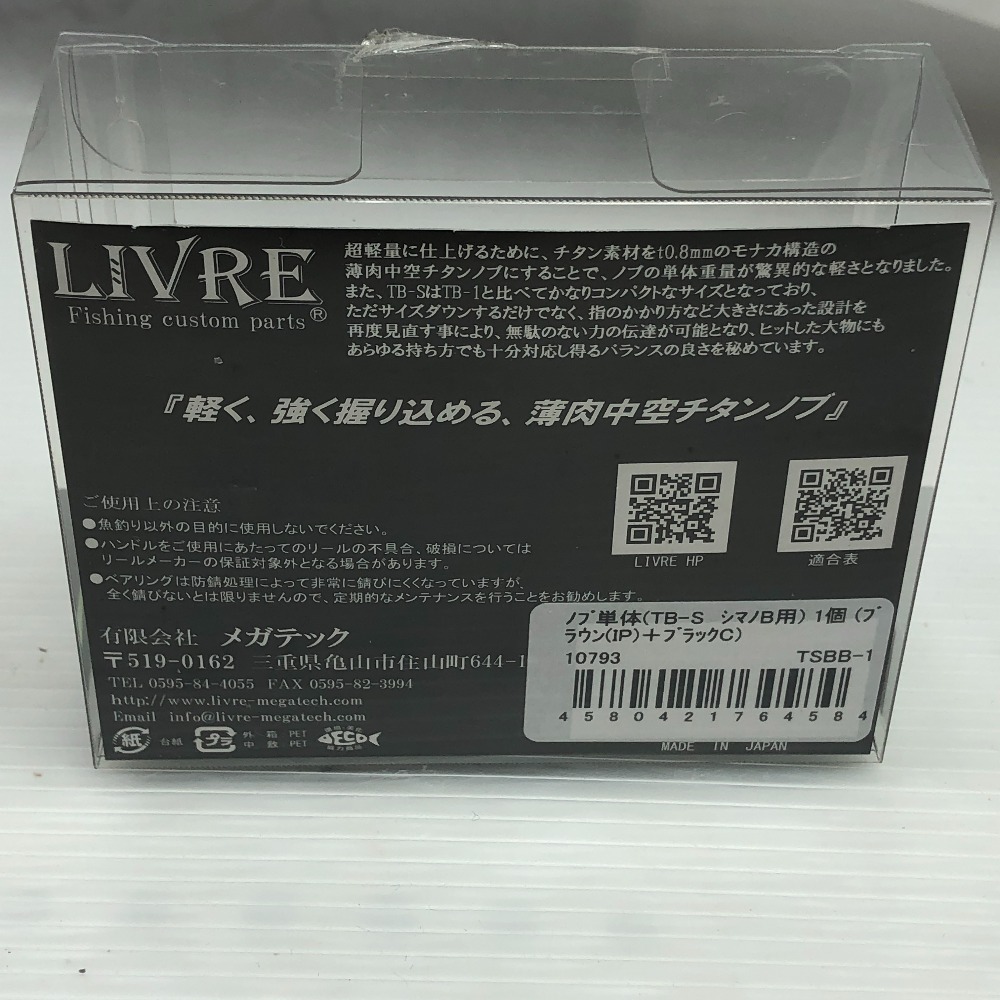 LIVRE
Fishing custom parts®
超軽量に仕上げるために、チタン素材をt0.8mmのモナカ構造の
薄肉中空チタンノブにすることで、ノブの単体重量が驚異的な軽さとなりました。
また、TB-SはTB-1と比べてかなりコンパクトなサイズとなっており、
ただサイズダウンするだけでなく、指のかかり方など大きさにあった設計を
再度見直す事により、無駄のない力の伝達が可能となり、ヒットした大物にも
あらゆる持ち方でも十分対応し得るバランスの良さを秘めています。
『軽く、強く握り込める、薄肉中空チタンノブ』
LIVRE HP
適合表
ご使用上の注意
●魚釣り以外の目的に使用しないでください。
●ハンドルをご使用にあたってのリールの不具合、破損については
リールメーカーの保証対象外となる場合があります。
●ベアリングは防錆処理によって非常に錆びにくくなっていますが、
全く錆びないとは限りませんので、定期的なメンテナンスを行うことをお勧めします。
有限会社 メガテック
〒519-0162 三重県亀山市住山町644-1
TEL 0595-84-4055 FAX 0595-82-3994
http://www.livre-megatech.com
Email info@livre-megatech.com
紙 台紙 プラ 外箱 PET
中敷 PET
ECO
ﾉﾌﾞ単体(TB-S ｼﾏﾉB用) 1個 (ﾌﾞ
ﾗｳﾝ(IP)+ﾌﾞﾗｯｸC)
10793 TSBB-1
4580421764584
MADE IN JAPAN